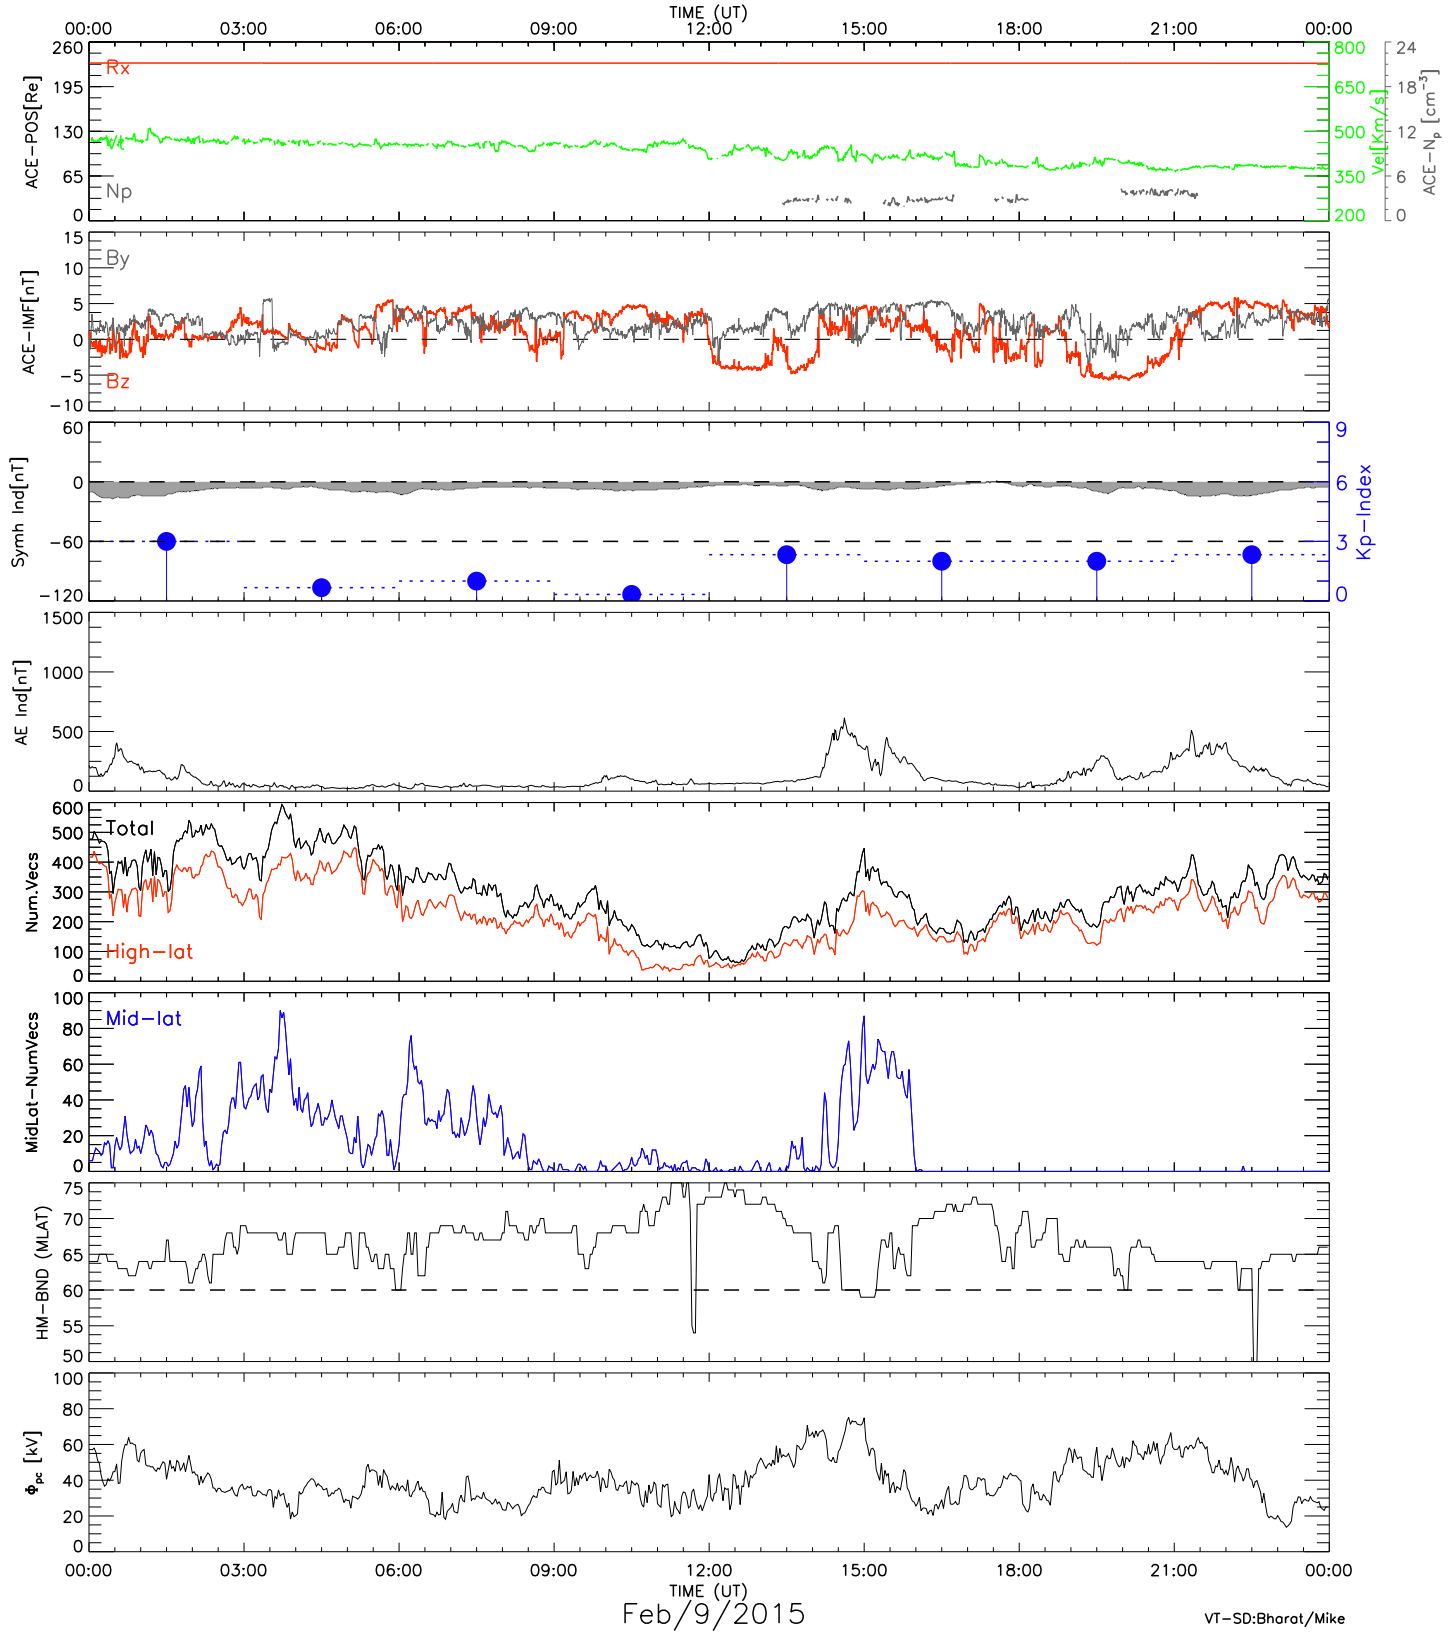 TIME (UT)
00:00 03:00 06:00 09:00 12:00 15:00 18:00 21:00 00:00
ACE-POS[Re]
260
195
130
65
0
Rx
Np
800
650
500
350
200
Vel[Km/s]
24
18
12
6
0
ACE-Np [cm-3]
ACE-IMF[nT]
15
10
5
0
-5
-10
By
Bz
Symh Ind[nT]
60
0
-60
-120
9
6
3
0
Kp-Index
AE Ind[nT]
1500
1000
500
0
Num.Vecs
600
500
400
300
200
100
0
Total
High-lat
MidLat-NumVecs
100
80
60
40
20
0
Mid-lat
HM-BND (MLAT)
75
70
65
60
55
50
Φpc [kV]
100
80
60
40
20
0
00:00 03:00 06:00 09:00 12:00 15:00 18:00 21:00 00:00
TIME (UT)
Feb/9/2015
VT-SD:Bharat/Mike